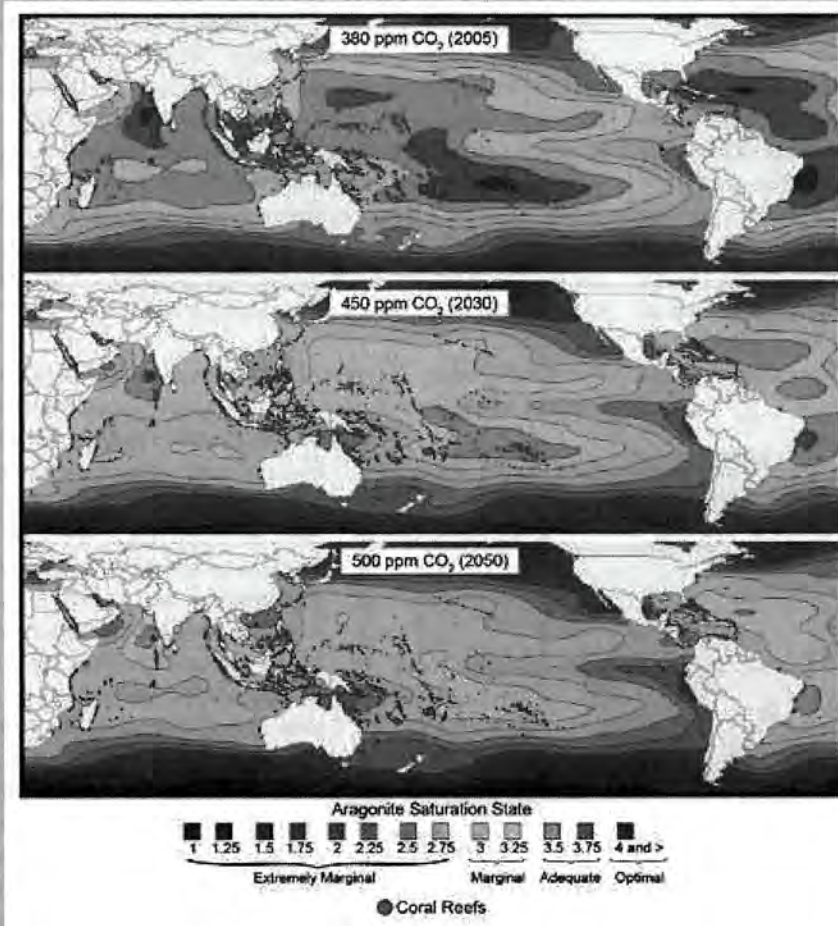 380 ppm CO₂ (2005)
450 ppm CO₂ (2030)
500 ppm CO₂ (2050)
Aragonite Saturation State
1 1.25 1.5 1.75 2 2.25 2.5 2.75 3 3.25 3.5 3.75 4 and >
Extremely Marginal Marginal Adequate Optimal
Coral Reefs